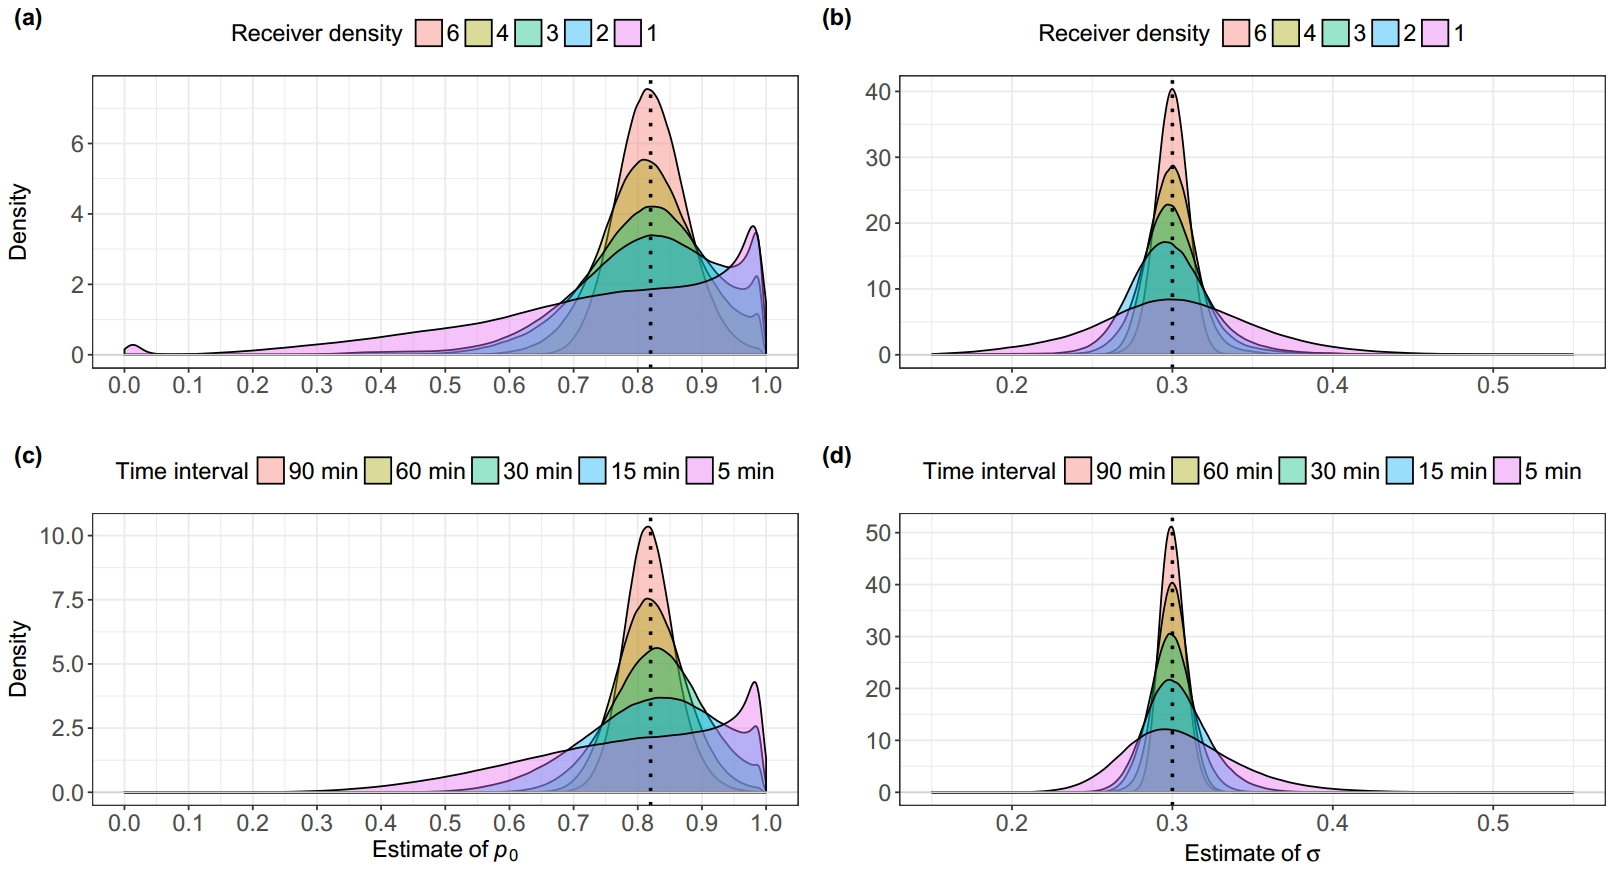 (a)
Receiver density 6 4 3 2 1
Density
6
4
2
0
0.0 0.1 0.2 0.3 0.4 0.5 0.6 0.7 0.8 0.9 1.0
(b)
Receiver density 6 4 3 2 1
40
30
20
10
0
0.2 0.3 0.4 0.5
(c)
Time interval 90 min 60 min 30 min 15 min 5 min
Density
10.0
7.5
5.0
2.5
0.0
0.0 0.1 0.2 0.3 0.4 0.5 0.6 0.7 0.8 0.9 1.0
Estimate of p0
(d)
Time interval 90 min 60 min 30 min 15 min 5 min
50
40
30
20
10
0
0.2 0.3 0.4 0.5
Estimate of σ